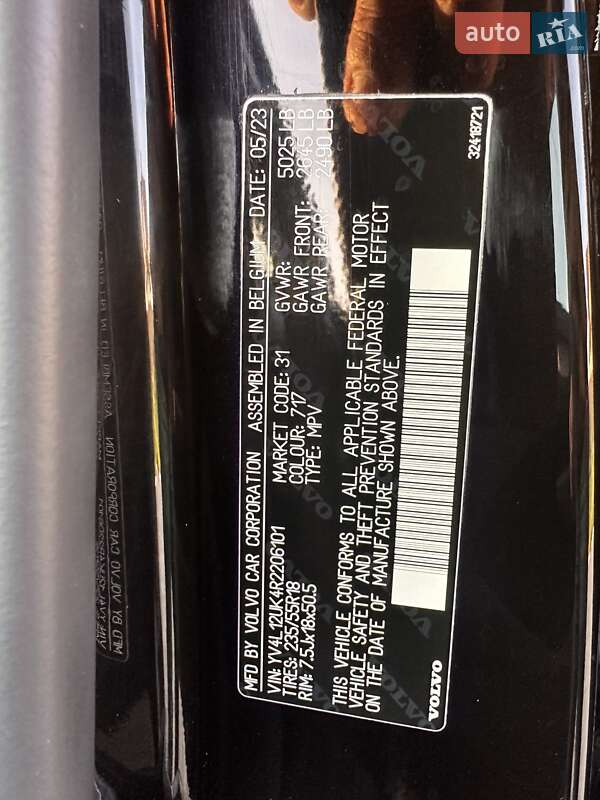 auto RIA.com
MFD BY VOLVO CAR CORPORATION ASSEMBLED IN BELGIUM DATE: 05/23
VIN: YV4L12UK4R2206101 GVWR: 5025 LB
TIRES: 235/55R18 MARKET CODE: 31 GAWR FRONT: 2645 LB
RIM: 7.5Jx18x50.5 COLOUR: 717 GAWR REAR: 2490 LB
TYPE: MPV
THIS VEHICLE CONFORMS TO ALL APPLICABLE FEDERAL MOTOR
VEHICLE SAFETY AND THEFT PREVENTION STANDARDS IN EFFECT
ON THE DATE OF MANUFACTURE SHOWN ABOVE.
VOLVO
32418721